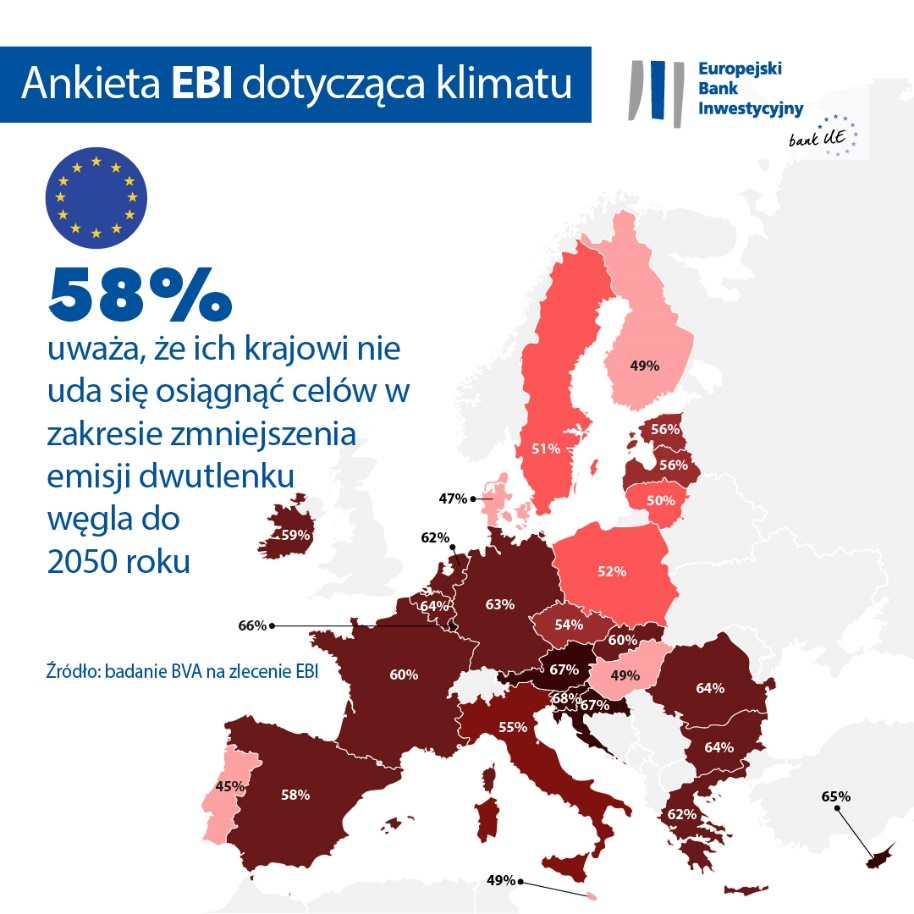 Ankieta EBI dotycząca klimatu
Europejski
Bank
Inwestycyjny
bank UE
58%
uważa, że ich krajowi nie
uda się osiągnąć celów w
zakresie zmniejszenia
emisji dwutlenku
węgla do
2050 roku
Źródło: badanie BVA na zlecenie EBI
49%
51%
56%
56%
50%
47%
59%
62%
52%
64%
63%
66%
54%
60%
60%
67%
49%
68%
67%
64%
55%
64%
45%
58%
62%
65%
49%